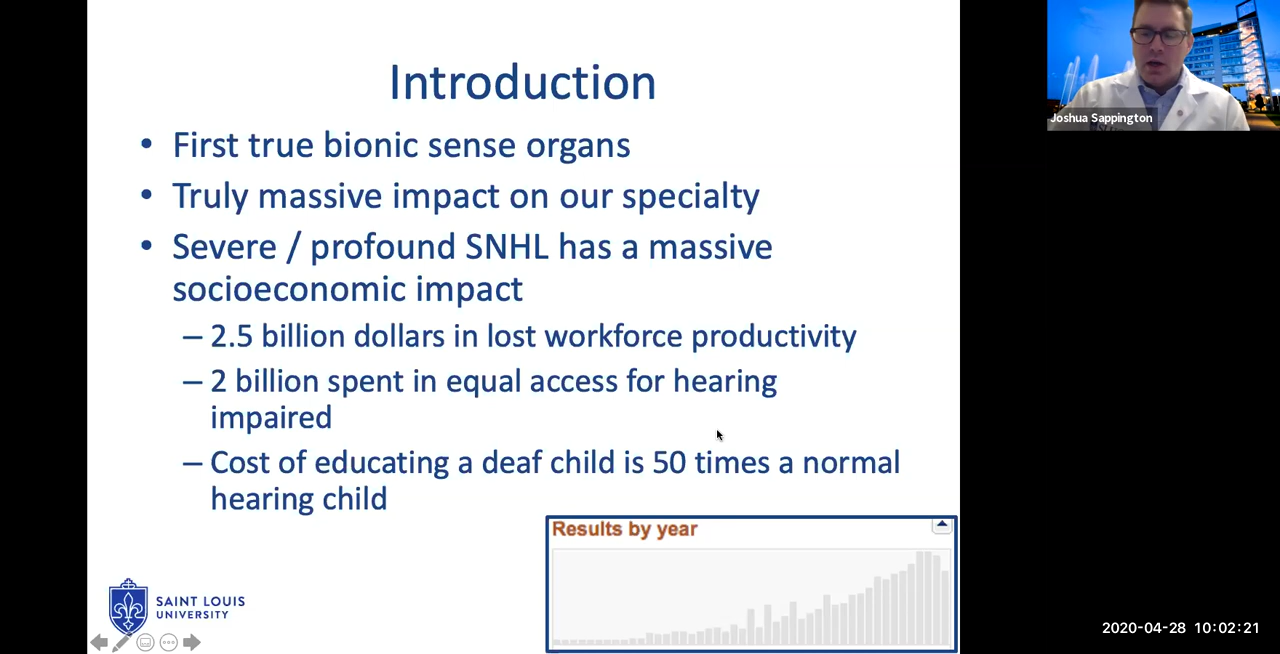 Introduction
• First true bionic sense organs
• Truly massive impact on our specialty
• Severe / profound SNHL has a massive
socioeconomic impact
– 2.5 billion dollars in lost workforce productivity
– 2 billion spent in equal access for hearing
impaired
– Cost of educating a deaf child is 50 times a normal
hearing child
Results by year
SAINT LOUIS
UNIVERSITY
Joshua Sappington
2020-04-28 10:02:21